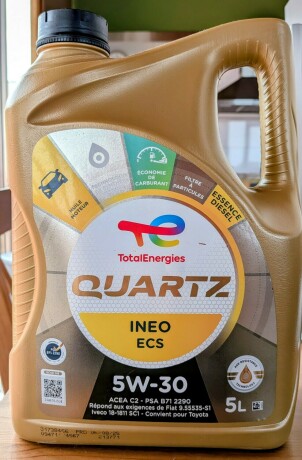 ÉCONOMIE
DE
CARBURANT
FILTRE
À
PARTICULES
ESSENCE
DIESEL
HUILE
MOTEUR
TotalEnergies
QUARTZ
INEO
ECS
5W-30
5L
ACEA C2 - PSA B71 2290
Répond aux exigences de Fiat 9.55535-S1
Iveco 18-1811 SC1 - Convient pour Toyota